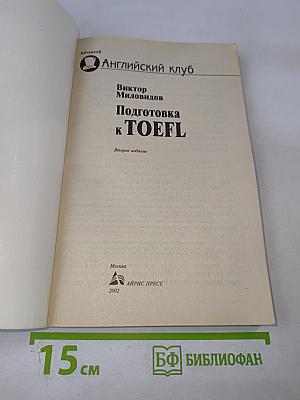 Английский клуб
Виктор
Миловидов
Подготовка
к TOEFL
Второе издание
Москва
АЙРИС ПРЕСС
2002
15 см
БФ БИБЛИОФАН